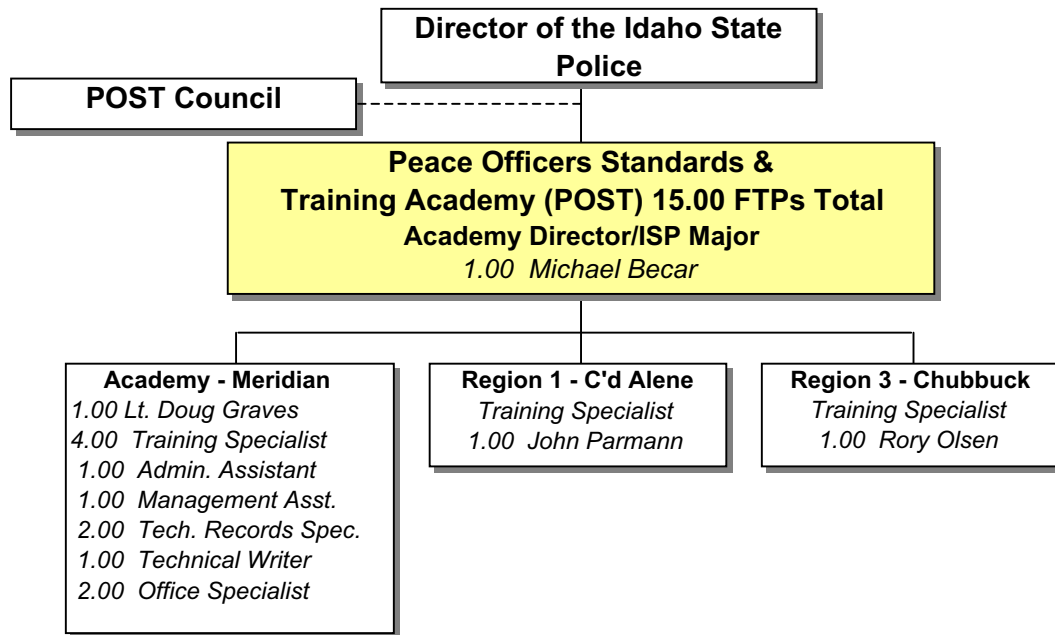 Director of the Idaho State
Police
POST Council
Peace Officers Standards &
Training Academy (POST) 15.00 FTPs Total
Academy Director/ISP Major
1.00 Michael Becar
Academy - Meridian
1.00 Lt. Doug Graves
4.00 Training Specialist
1.00 Admin. Assistant
1.00 Management Asst.
2.00 Tech. Records Spec.
1.00 Technical Writer
2.00 Office Specialist
Region 1 - C'd Alene
Training Specialist
1.00 John Parmann
Region 3 - Chubbuck
Training Specialist
1.00 Rory Olsen